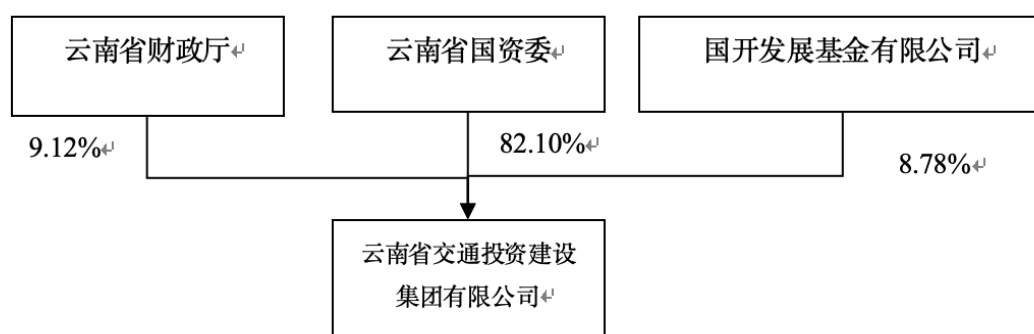 云南省财政厅
云南省国资委
国开发展基金有限公司
9.12%
82.10%
8.78%
云南省交通投资建设
集团有限公司